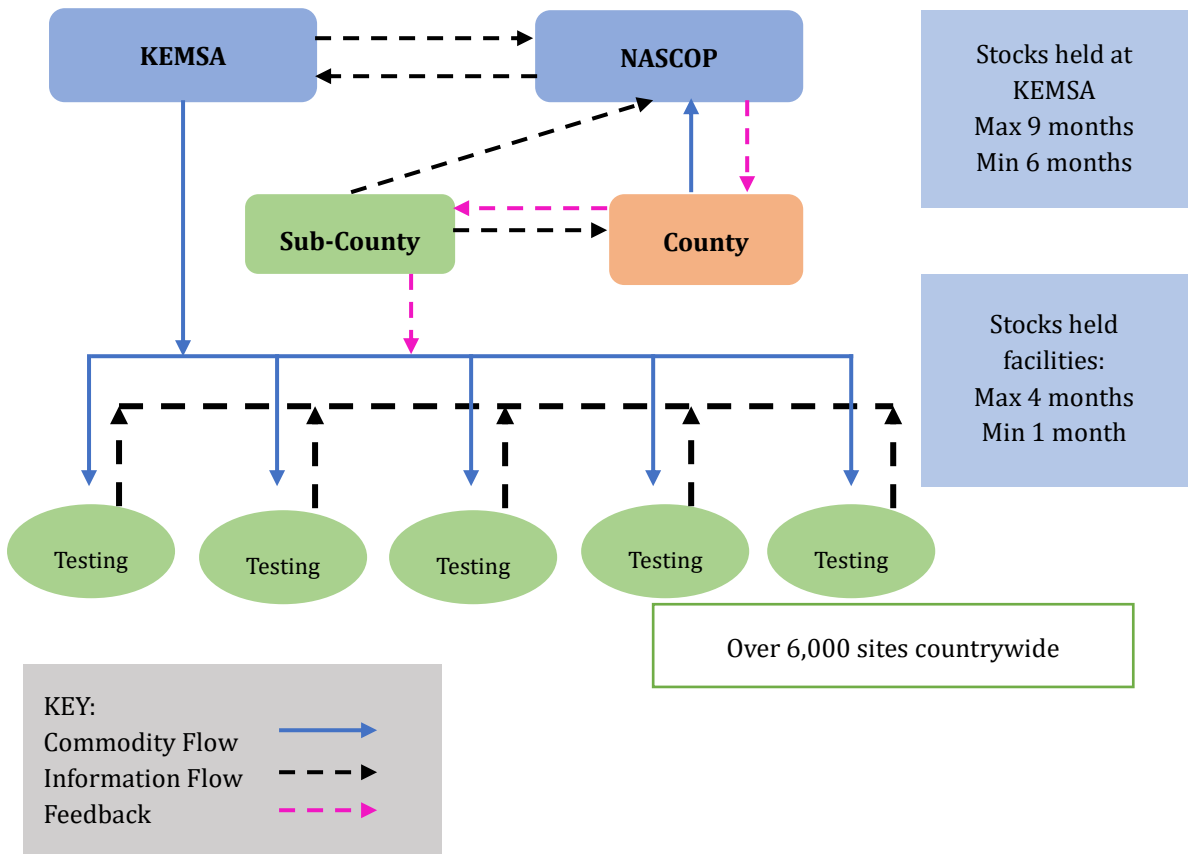 KEMSA
NASCOP
Stocks held at
KEMSA
Max 9 months
Min 6 months
Sub-County
County
Stocks held
facilities:
Max 4 months
Min 1 month
Testing
Testing
Testing
Testing
Testing
Over 6,000 sites countrywide
KEY:
Commodity Flow
Information Flow
Feedback